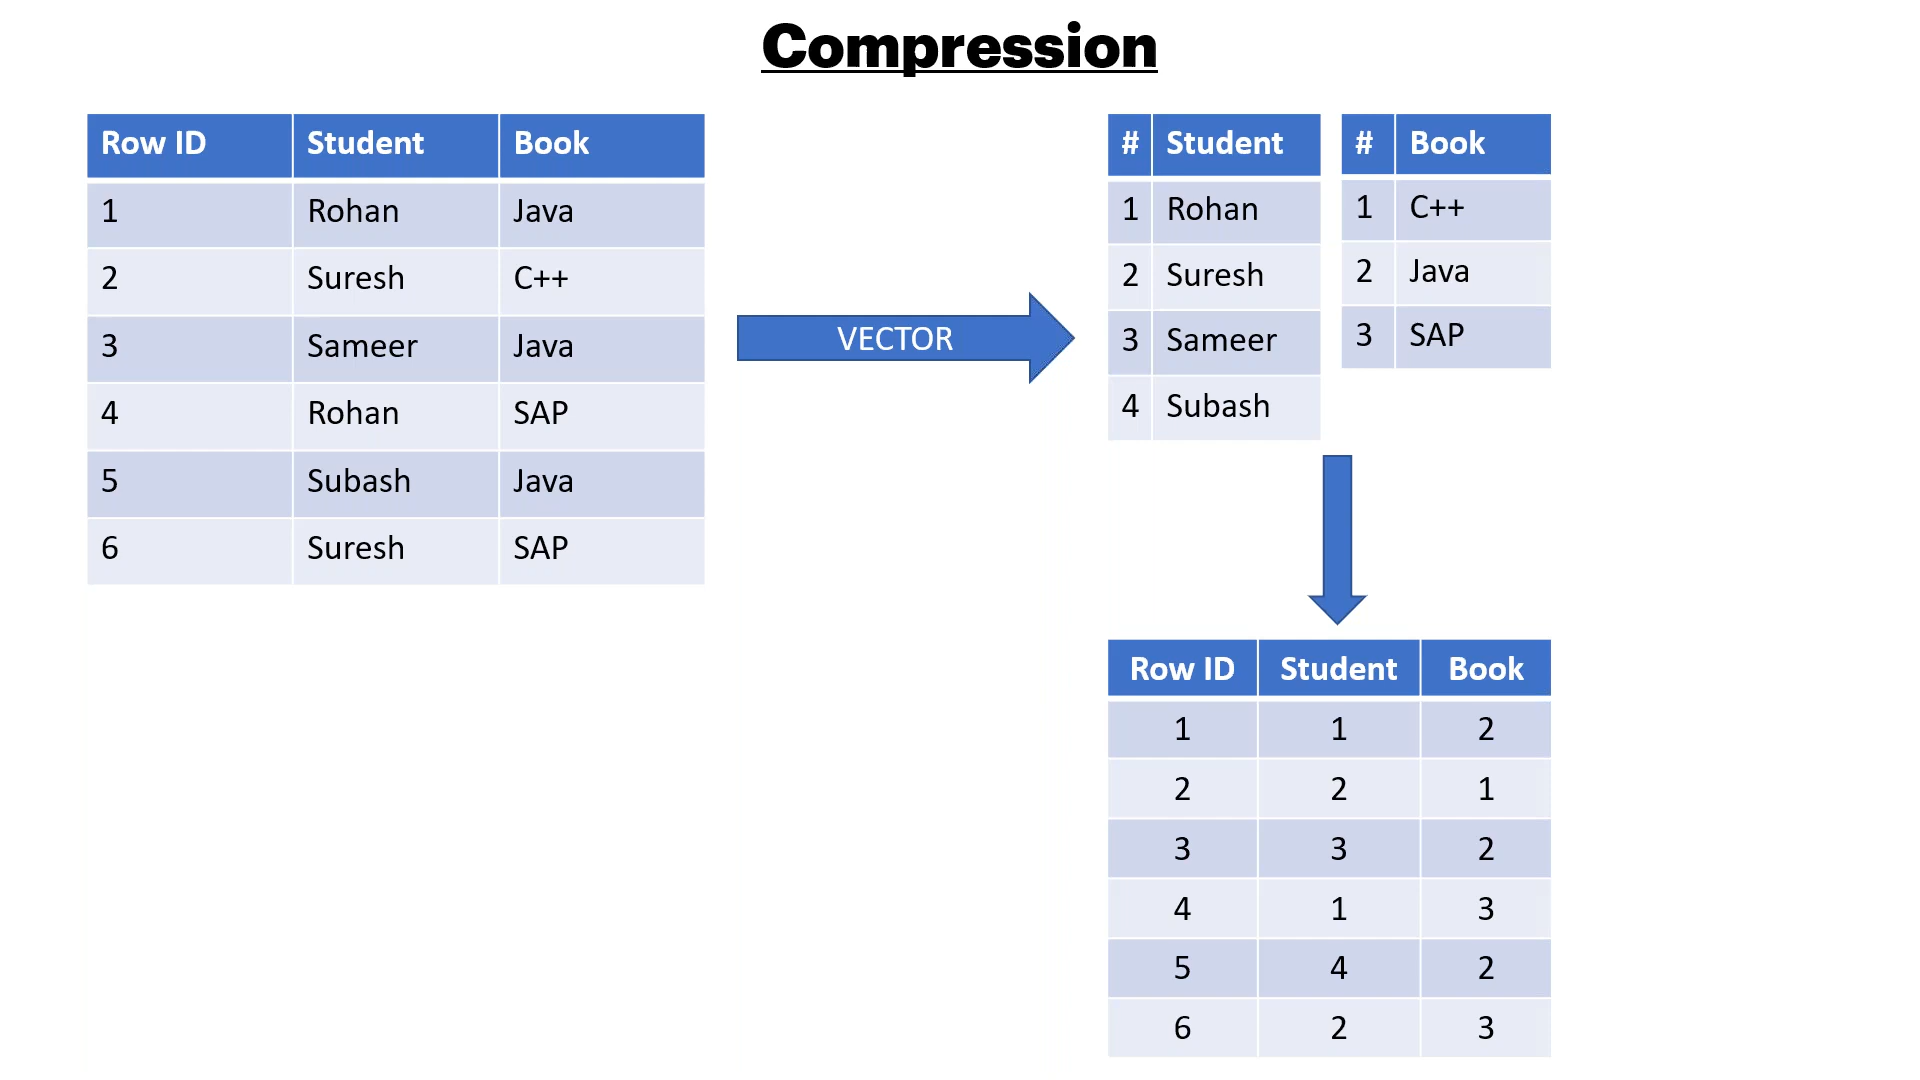 Compression
Row ID Student Book
1 Rohan Java
2 Suresh C++
3 Sameer Java
4 Rohan SAP
5 Subash Java
6 Suresh SAP
VECTOR
# Student
1 Rohan
2 Suresh
3 Sameer
4 Subash
# Book
1 C++
2 Java
3 SAP
Row ID Student Book
1 1 2
2 2 1
3 3 2
4 1 3
5 4 2
6 2 3